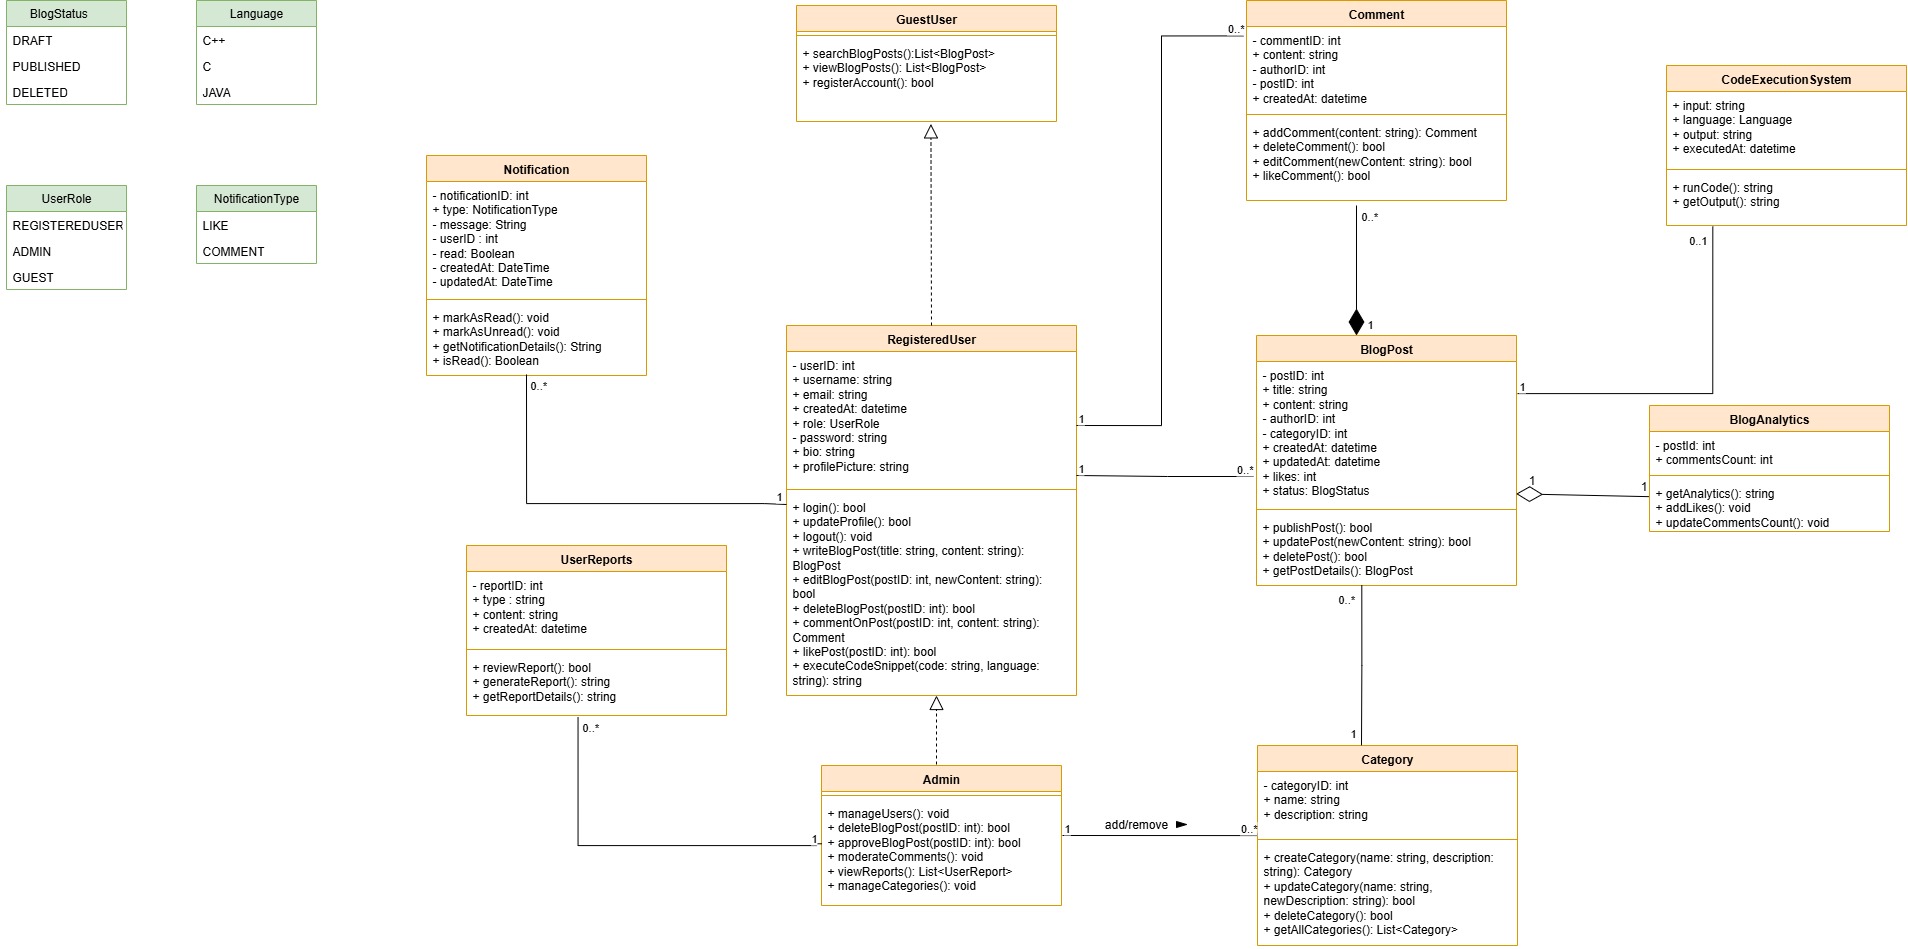 BlogStatus
DRAFT
PUBLISHED
DELETED
Language
C++
C
JAVA
UserRole
REGISTEREDUSER
ADMIN
GUEST
NotificationType
LIKE
COMMENT
GuestUser
+ searchBlogPosts():List<BlogPost>
+ viewBlogPosts(): List<BlogPost>
+ registerAccount(): bool
Comment
- commentID: int
+ content: string
- authorID: int
- postID: int
+ createdAt: datetime
+ addComment(content: string): Comment
+ deleteComment(): bool
+ editComment(newContent: string): bool
+ likeComment(): bool
0..*
0..*
CodeExecutionSystem
+ input: string
+ language: Language
+ output: string
+ executedAt: datetime
+ runCode(): string
+ getOutput(): string
0..1
Notification
- notificationID: int
+ type: NotificationType
- message: String
- userID : int
- read: Boolean
- createdAt: DateTime
- updatedAt: DateTime
+ markAsRead(): void
+ markAsUnread(): void
+ getNotificationDetails(): String
+ isRead(): Boolean
0..*
1
RegisteredUser
- userID: int
+ username: string
+ email: string
+ createdAt: datetime
+ role: UserRole
- password: string
+ bio: string
+ profilePicture: string
+ login(): bool
+ updateProfile(): bool
+ logout(): void
+ writeBlogPost(title: string, content: string):
BlogPost
+ editBlogPost(postID: int, newContent: string):
bool
+ deleteBlogPost(postID: int): bool
+ commentOnPost(postID: int, content: string):
Comment
+ likePost(postID: int): bool
+ executeCodeSnippet(code: string, language:
string): string
1
1
0..*
1
BlogPost
- postID: int
+ title: string
+ content: string
- authorID: int
- categoryID: int
+ createdAt: datetime
+ updatedAt: datetime
+ likes: int
+ status: BlogStatus
+ publishPost(): bool
+ updatePost(newContent: string): bool
+ deletePost(): bool
+ getPostDetails(): BlogPost
1
1
1
0..*
1
BlogAnalytics
- postId: int
+ commentsCount: int
+ getAnalytics(): string
+ addLikes(): void
+ updateCommentsCount(): void
UserReports
- reportID: int
+ type : string
+ content: string
+ createdAt: datetime
+ reviewReport(): bool
+ generateReport(): string
+ getReportDetails(): string
0..*
1
Admin
+ manageUsers(): void
+ deleteBlogPost(postID: int): bool
+ approveBlogPost(postID: int): bool
+ moderateComments(): void
+ viewReports(): List<UserReport>
+ manageCategories(): void
1
add/remove
0..*
Category
- categoryID: int
+ name: string
+ description: string
+ createCategory(name: string, description:
string): Category
+ updateCategory(name: string,
newDescription: string): bool
+ deleteCategory(): bool
+ getAllCategories(): List<Category>